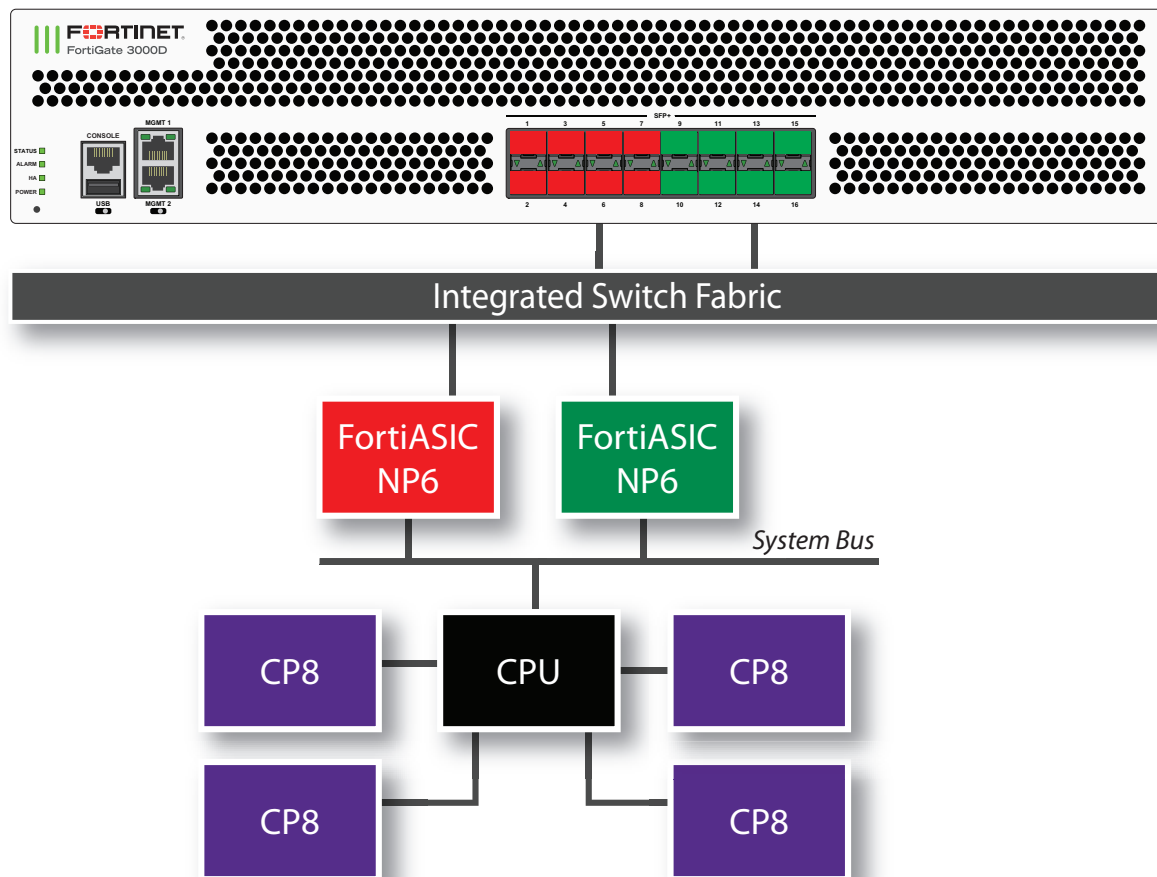 FORTINET
FortiGate 3000D
STATUS
ALARM
HA
POWER
CONSOLE
USB
MGMT 1
MGMT 2
SFP+
1 3 5 7 9 11 13 15
2 4 6 8 10 12 14 16
Integrated Switch Fabric
FortiASIC
NP6
FortiASIC
NP6
System Bus
CP8
CPU
CP8
CP8
CP8